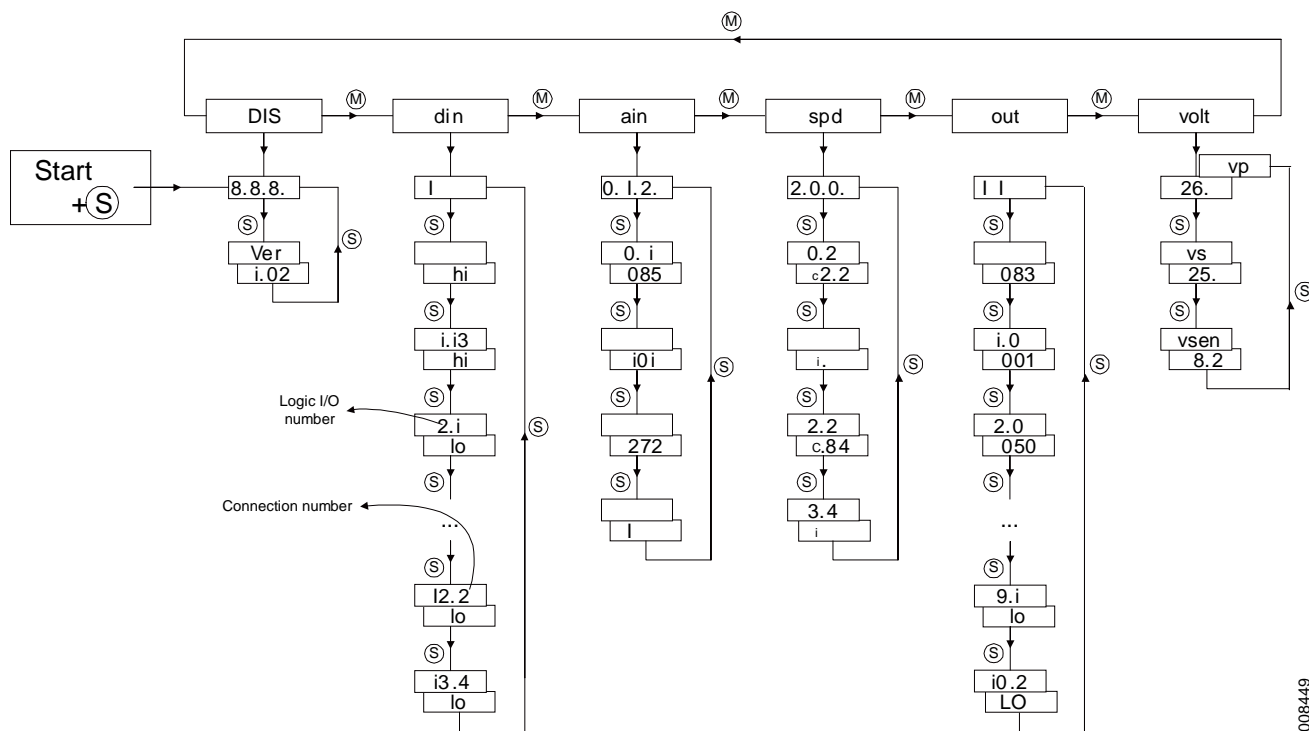 M
DIS
M
din
M
ain
M
spd
M
out
M
volt
Start
+ S
8.8.8.
S
Ver
i.02
S
I
S
hi
S
i.i3
hi
S
Logic I/O
number
2.i
lo
S
Connection number
...
S
I2.2
lo
S
i3.4
lo
S
0. I.2.
S
0. i
085
S
i0i
S
272
S
I
S
2.0.0.
S
0.2
c2.2
S
i.
S
2.2
c.84
S
3.4
i
S
I I
S
083
S
i.0
001
S
2.0
050
S
...
S
9.i
lo
S
i0.2
LO
S
vp
26.
S
vs
25.
S
vsen
8.2
S
008449